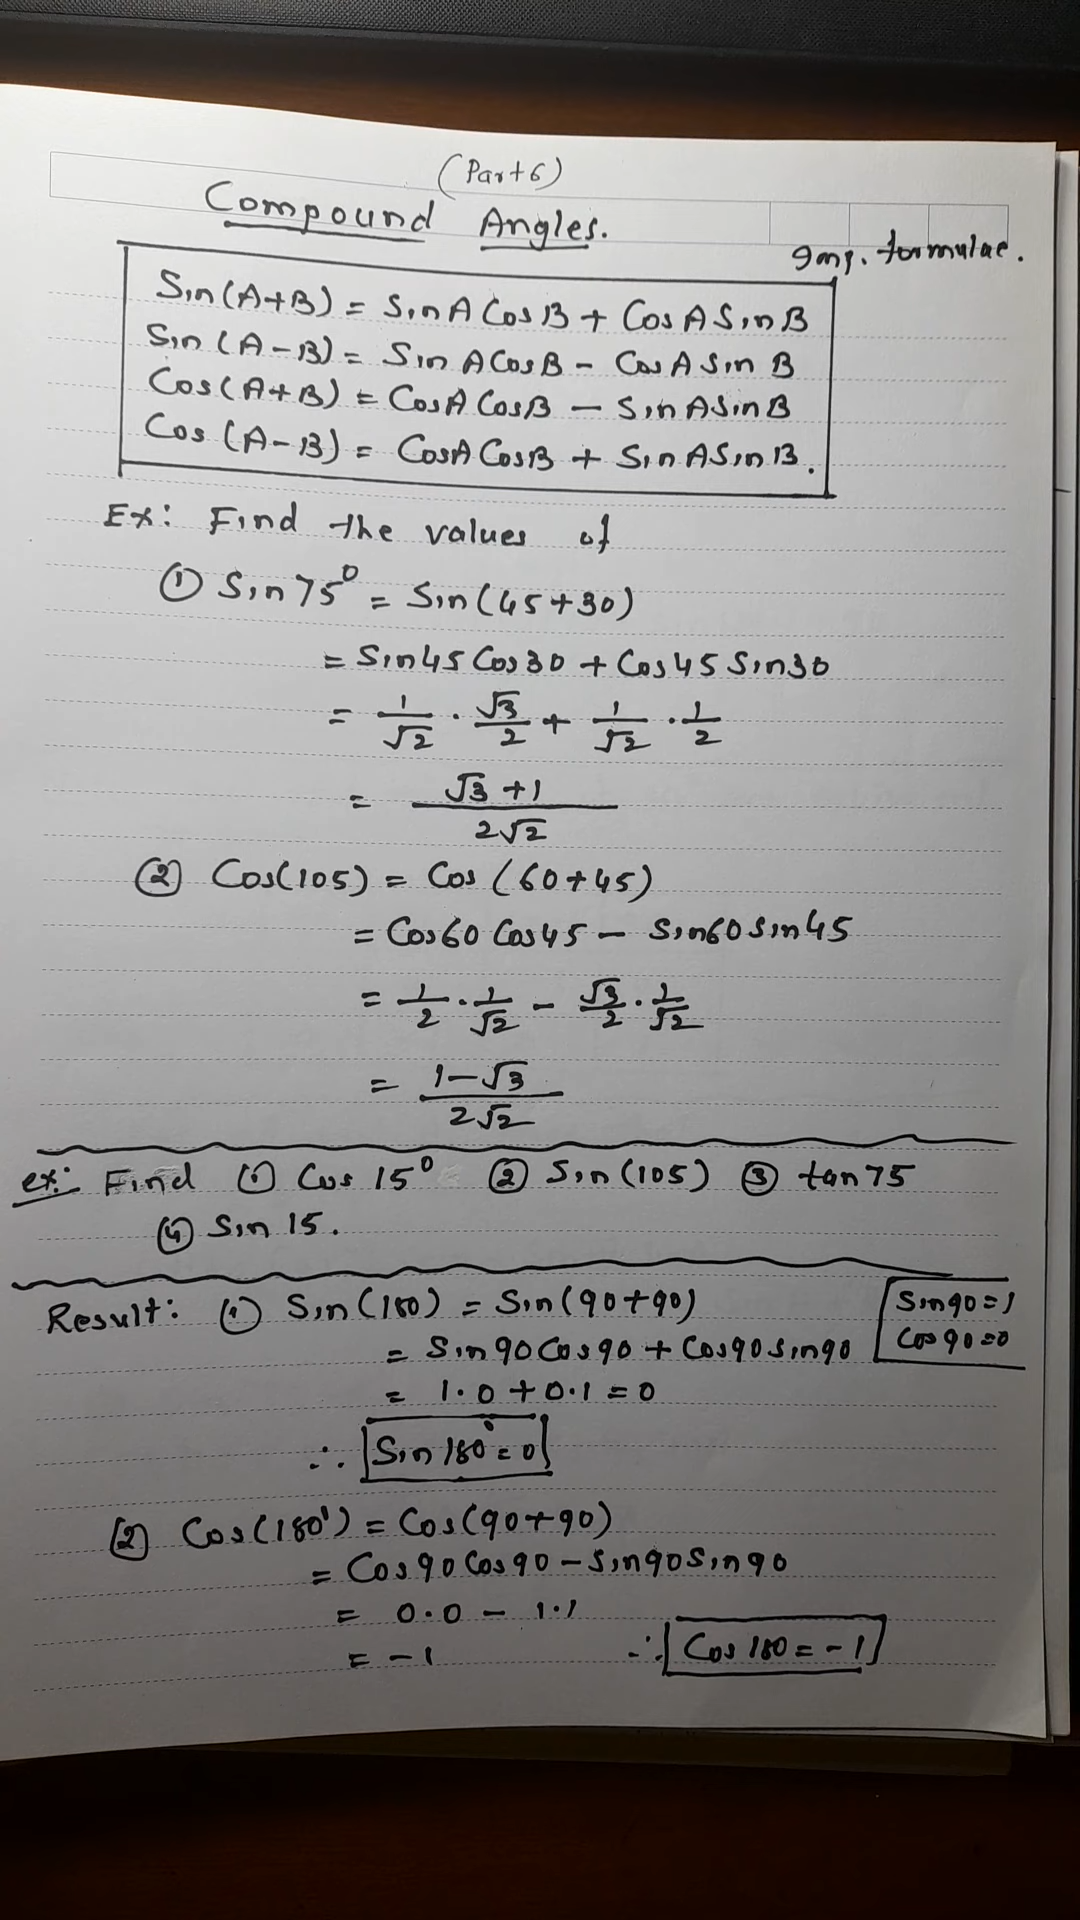 (Part 6)
Compound Angles.
Imp. formulae.
Sin(A+B) = SinA CosB + CosA SinB
Sin (A-B) = Sin A CosB - CosA Sin B
Cos(A+B) = CosA CosB - SinA SinB
Cos (A-B) = CosA CosB + SinA SinB.
Ex: Find the values of
① Sin75° = Sin(45+30)
= Sin45 Cos30 + Cos45 Sin30
= 1/√2 · √3/2 + 1/√2 · 1/2
= (√3 + 1)/(2√2)
② Cos(105) = Cos (60+45)
= Cos60 Cos45 - Sin60 Sin45
= 1/2 · 1/√2 - √3/2 · 1/√2
= (1-√3)/(2√2)
ex: Find ① Cos 15° ② Sin(105) ③ tan75
④ Sin 15.
Result: ① Sin(180) = Sin(90+90)
Sin90=1
Cos90=0
= Sin90 Cos90 + Cos90 Sin90
= 1.0 + 0.1 = 0
∴ Sin 180° = 0
② Cos(180°) = Cos(90+90)
= Cos90 Cos90 - Sin90 Sin90
= 0.0 - 1.1
= -1 ∴ Cos 180 = -1